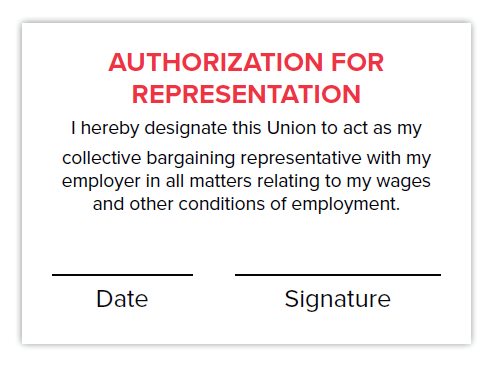 AUTHORIZATION FOR
REPRESENTATION
I hereby designate this Union to act as my
collective bargaining representative with my
employer in all matters relating to my wages
and other conditions of employment.
Date Signature